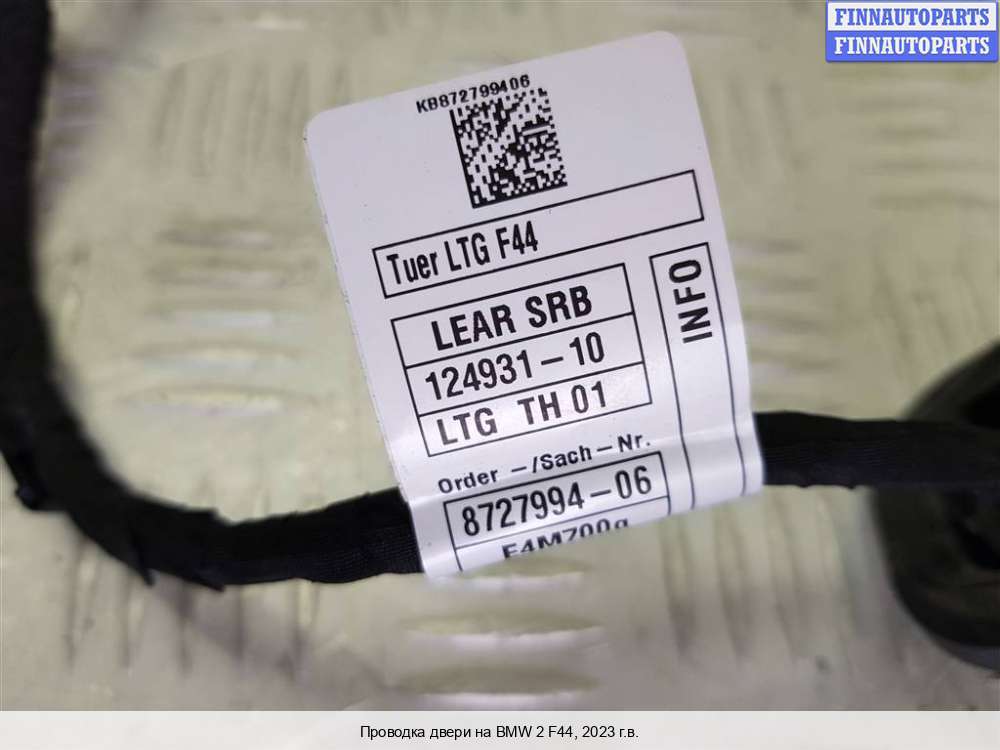 FINNAUTOPARTS
FINNAUTOPARTS
KB872799406
Tuer LTG F44
LEAR SRB
124931-10
LTG TH 01
INFO
Order -/Sach-Nr.
8727994-06
Проводка двери на BMW 2 F44, 2023 г.в.